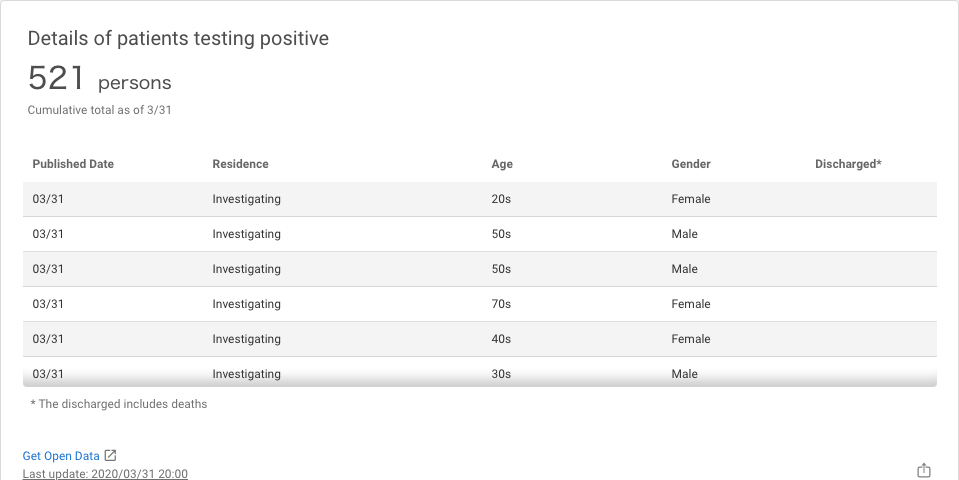 Details of patients testing positive
521 persons
Cumulative total as of 3/31
Published Date Residence Age Gender Discharged*
03/31 Investigating 20s Female
03/31 Investigating 50s Male
03/31 Investigating 50s Male
03/31 Investigating 70s Female
03/31 Investigating 40s Female
03/31 Investigating 30s Male
* The discharged includes deaths
Get Open Data
Last update: 2020/03/31 20:00